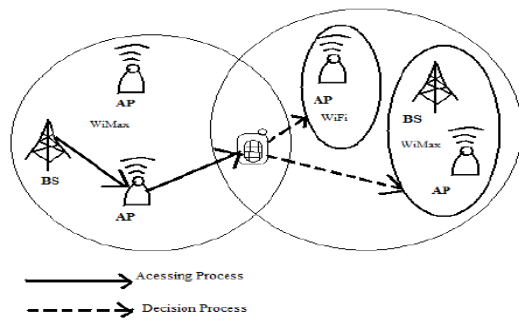 AP
WiMax
BS
AP
AP
WiFi
BS
WiMax
AP
Acessing Process
Decision Process